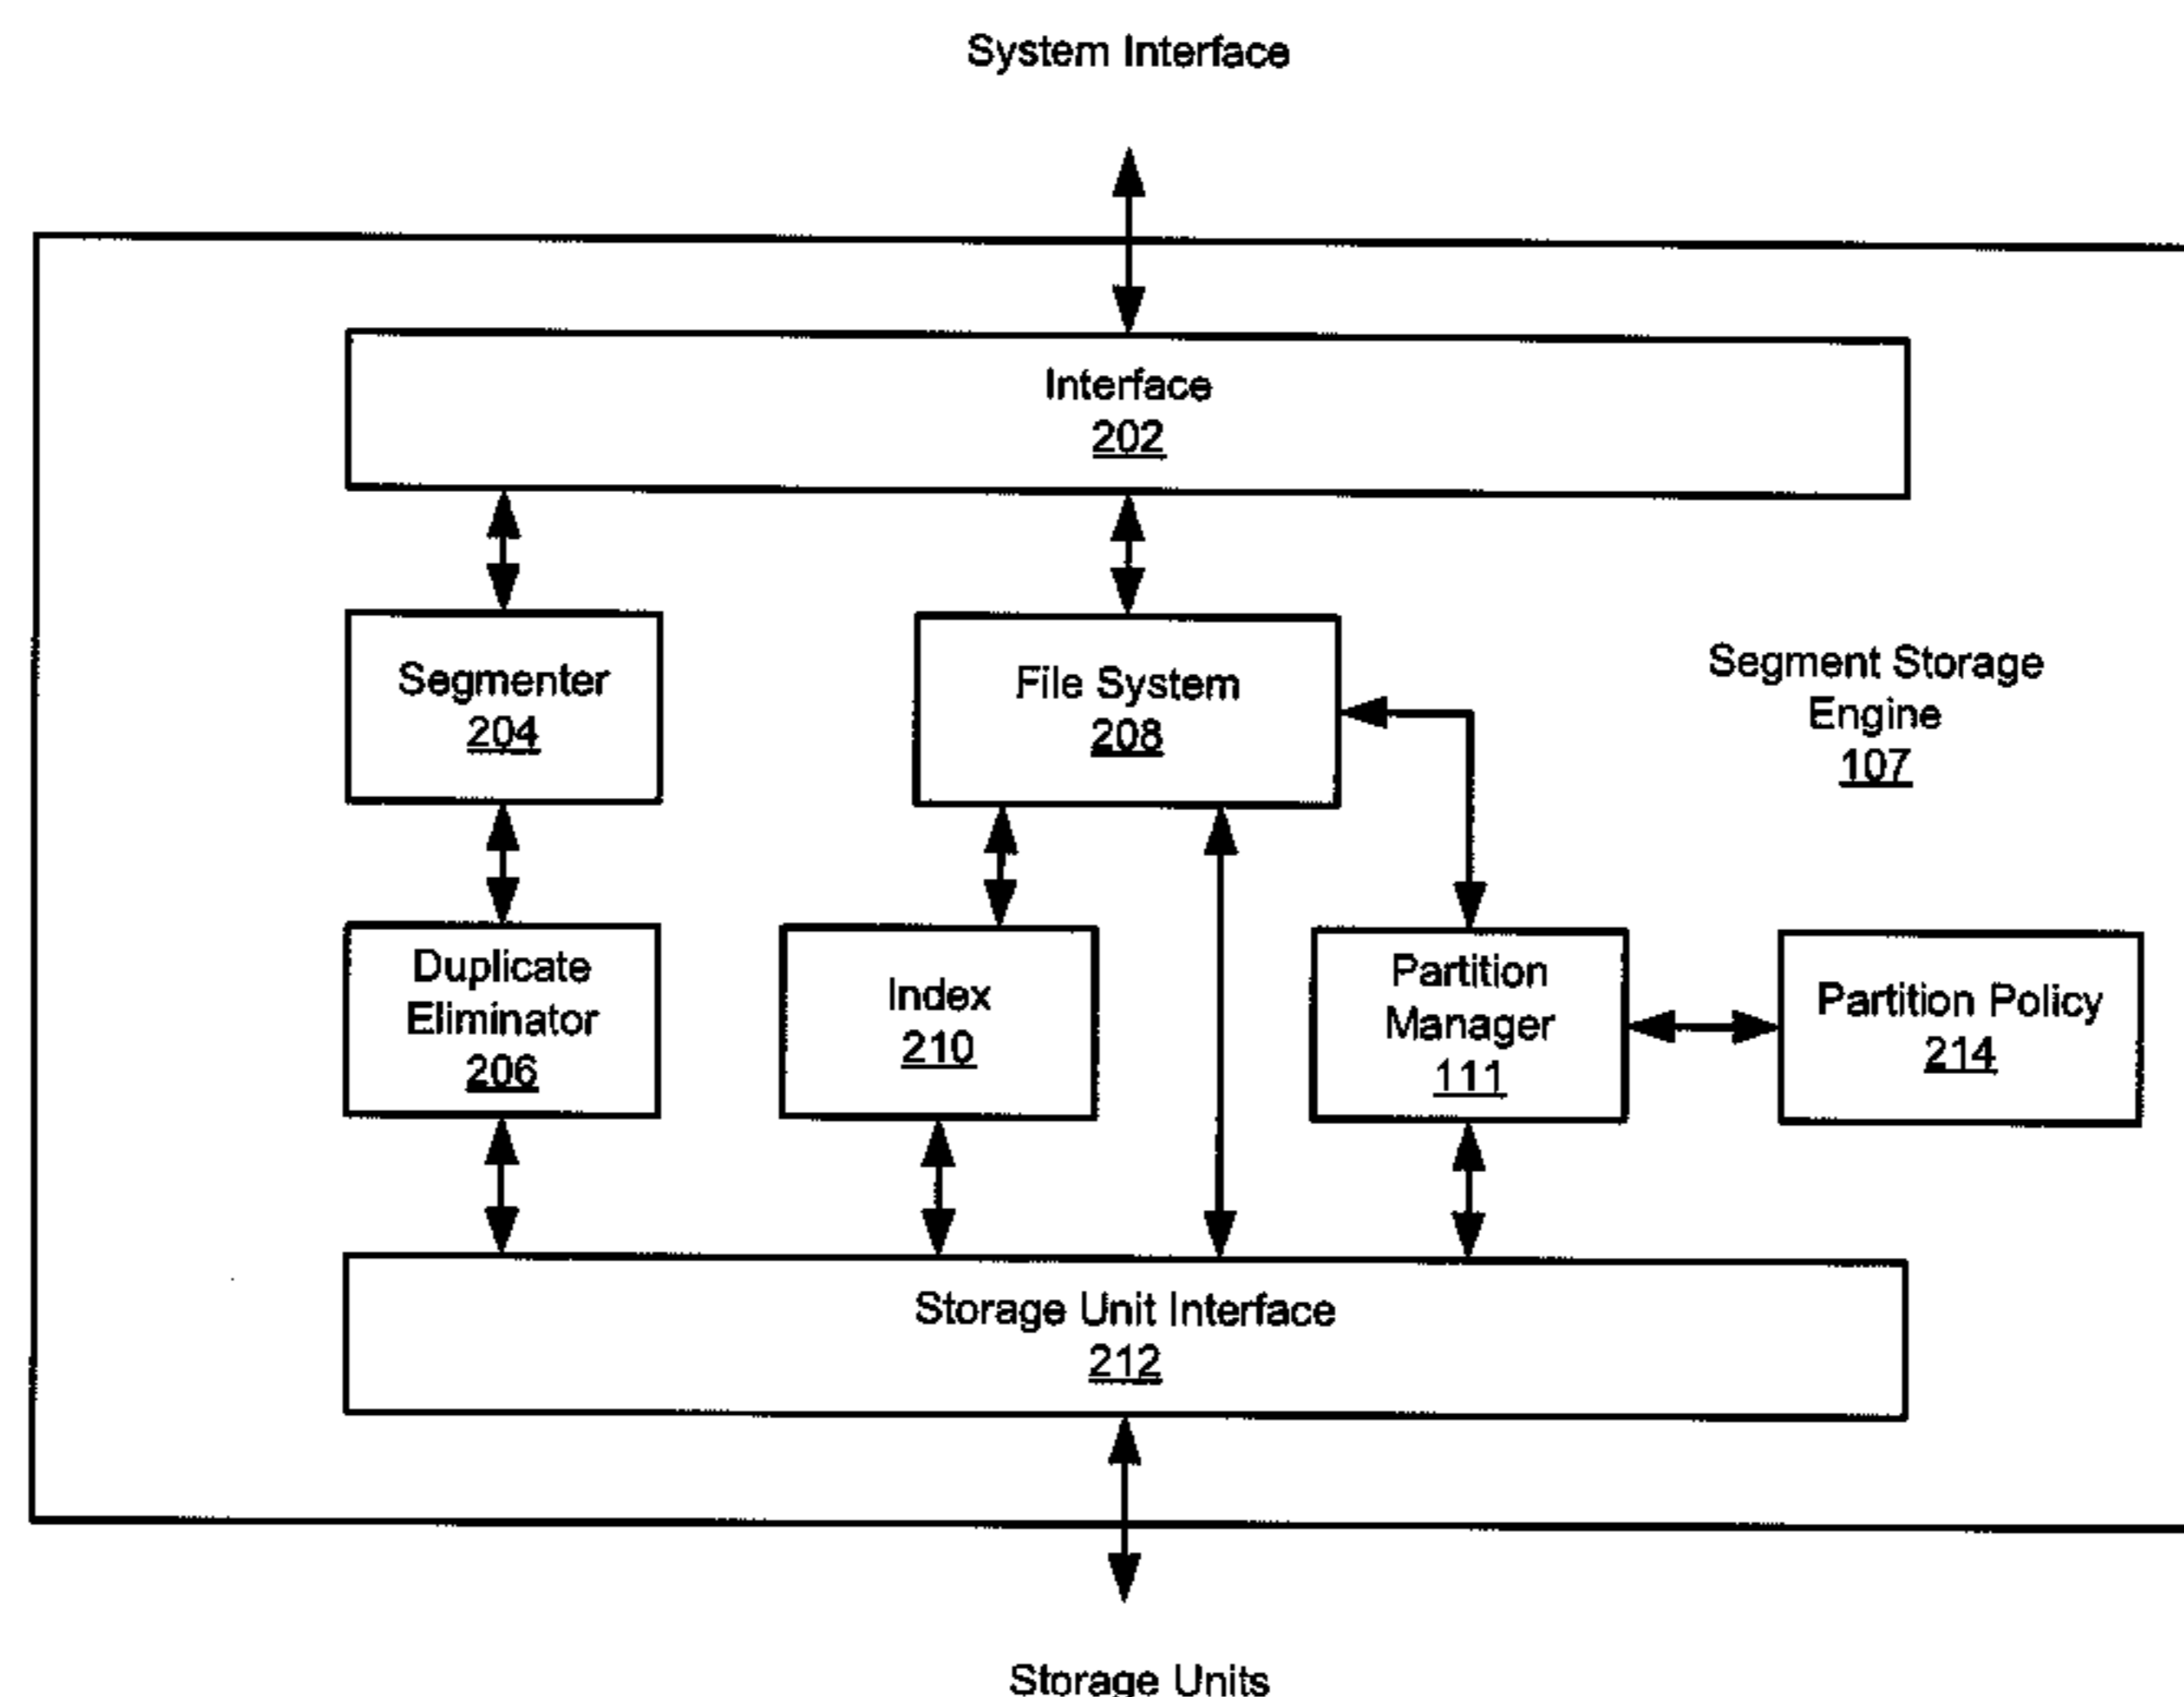 System Interface
Interface
202
Segmenter
204
File System
208
Segment Storage
Engine
107
Duplicate
Eliminator
206
Index
210
Partition
Manager
111
Partition Policy
214
Storage Unit Interface
212
Storage Units